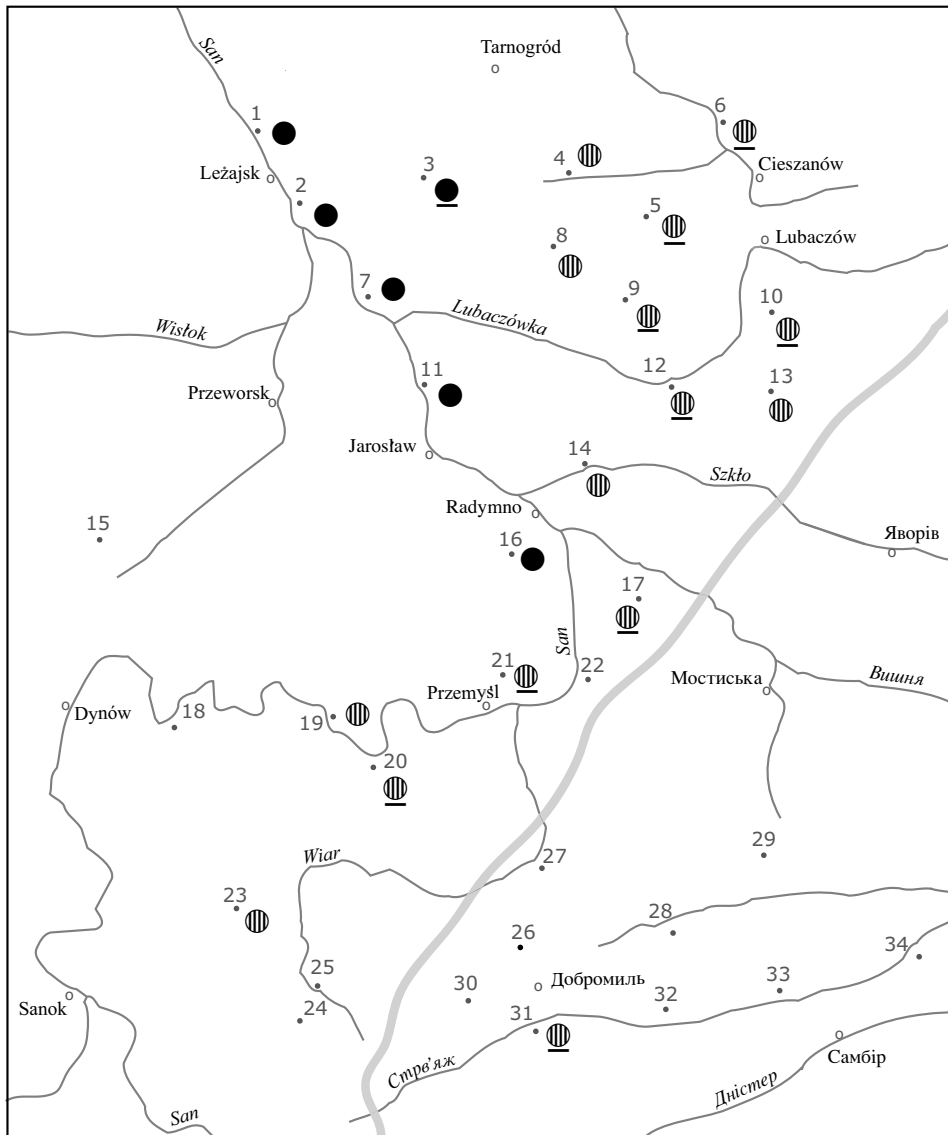 San
Tarnogród
1
6
3
4
Cieszanów
Leżajsk
2
5
Lubaczów
8
7
9
10
Lubaczówka
Wisłok
12
13
11
Przeworsk
Jarosław
14
Szkło
Radymno
15
16
Яворів
17
San
21
22
Мостиська
Вишня
Przemyśl
Dynów
18
19
20
Wiar
27
29
23
28
26
34
25
Добромиль
33
Sanok
30
32
24
31
Самбір
Стрв'яж
Дністер
San